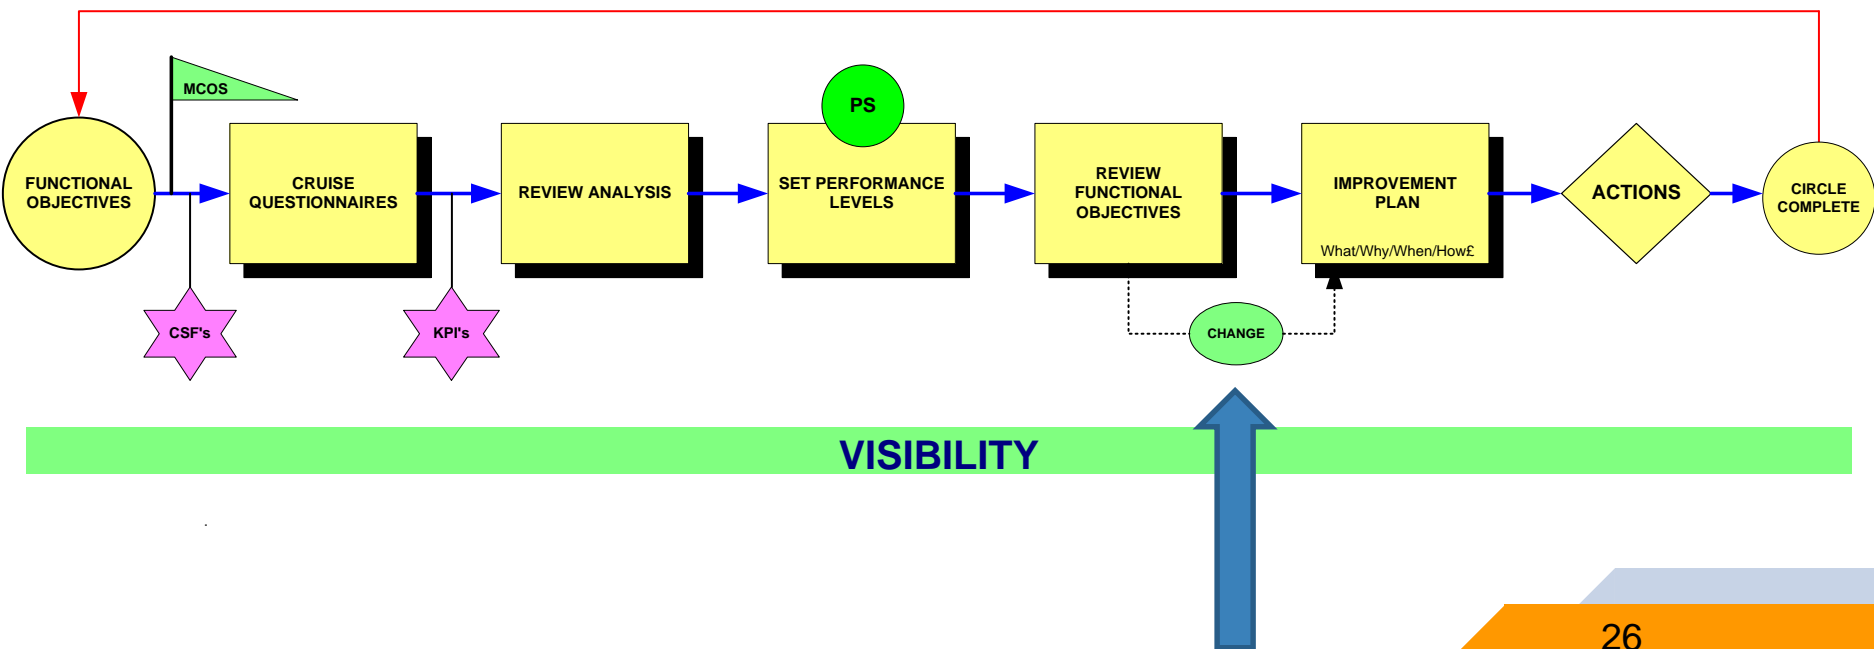 MCOS
PS
FUNCTIONAL
OBJECTIVES
CRUISE
QUESTIONNAIRES
REVIEW ANALYSIS
SET PERFORMANCE
LEVELS
REVIEW
FUNCTIONAL
OBJECTIVES
IMPROVEMENT
PLAN
What/Why/When/How£
ACTIONS
CIRCLE
COMPLETE
CSF's
KPI's
CHANGE
VISIBILITY
26